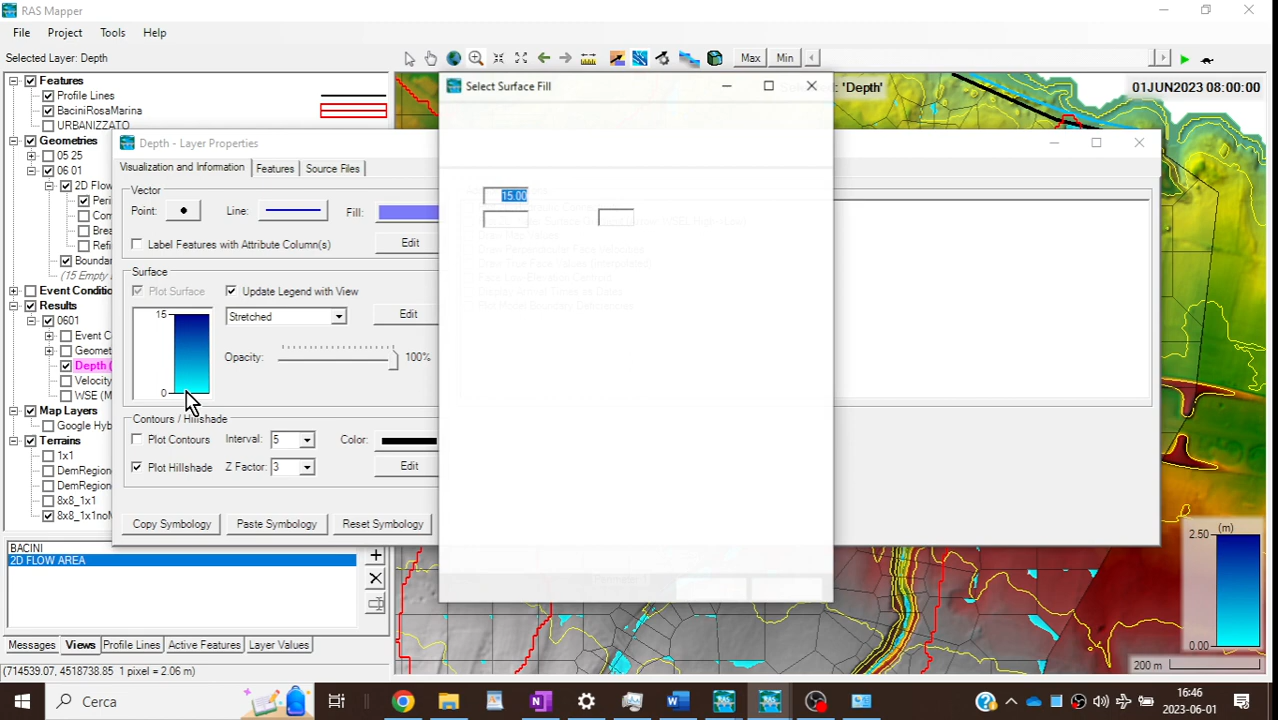 RAS Mapper
File Project Tools Help
Selected Layer: Depth
Max Min
Features
Profile Lines
BaciniRosaMarina
URBANIZZATO
Geometries
05 25
06 01
2D Flow
Peri
Com
Brea
Refi
Bounda
(15 Empty
Event Conditio
Results
0601
Event C
Geomet
Depth (
Velocity
WSE (M
Map Layers
Google Hyb
Terrains
1x1
DemRegion
DemRegion
8x8_1x1
8x8_1x1noM
Depth - Layer Properties
Visualization and Information Features Source Files
Vector
Point: Line: Fill:
Label Features with Attribute Column(s) Edit
Surface
Plot Surface Update Legend with View
15
0
Stretched Edit
Opacity: 100%
Contours / Hillshade
Plot Contours Interval: 5 Color:
Plot Hillshade Z Factor: 3 Edit
Copy Symbology Paste Symbology Reset Symbology
Select Surface Fill
15.00
'Depth'
01JUN2023 08:00:00
(m)
2.50
0.00
200 m
BACINI
2D FLOW AREA
Messages Views Profile Lines Active Features Layer Values
(714539.07, 4518738.85 1 pixel = 2.06 m)
Cerca
16:46
2023-06-01